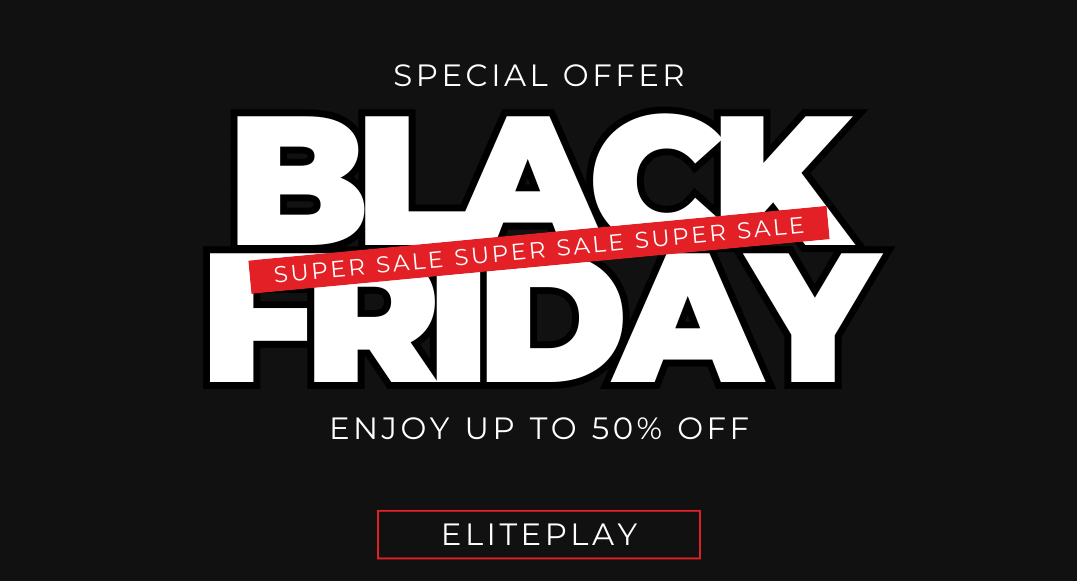 SPECIAL OFFER
BLACK
SUPER SALE SUPER SALE SUPER SALE
FRIDAY
ENJOY UP TO 50% OFF
ELITEPLAY